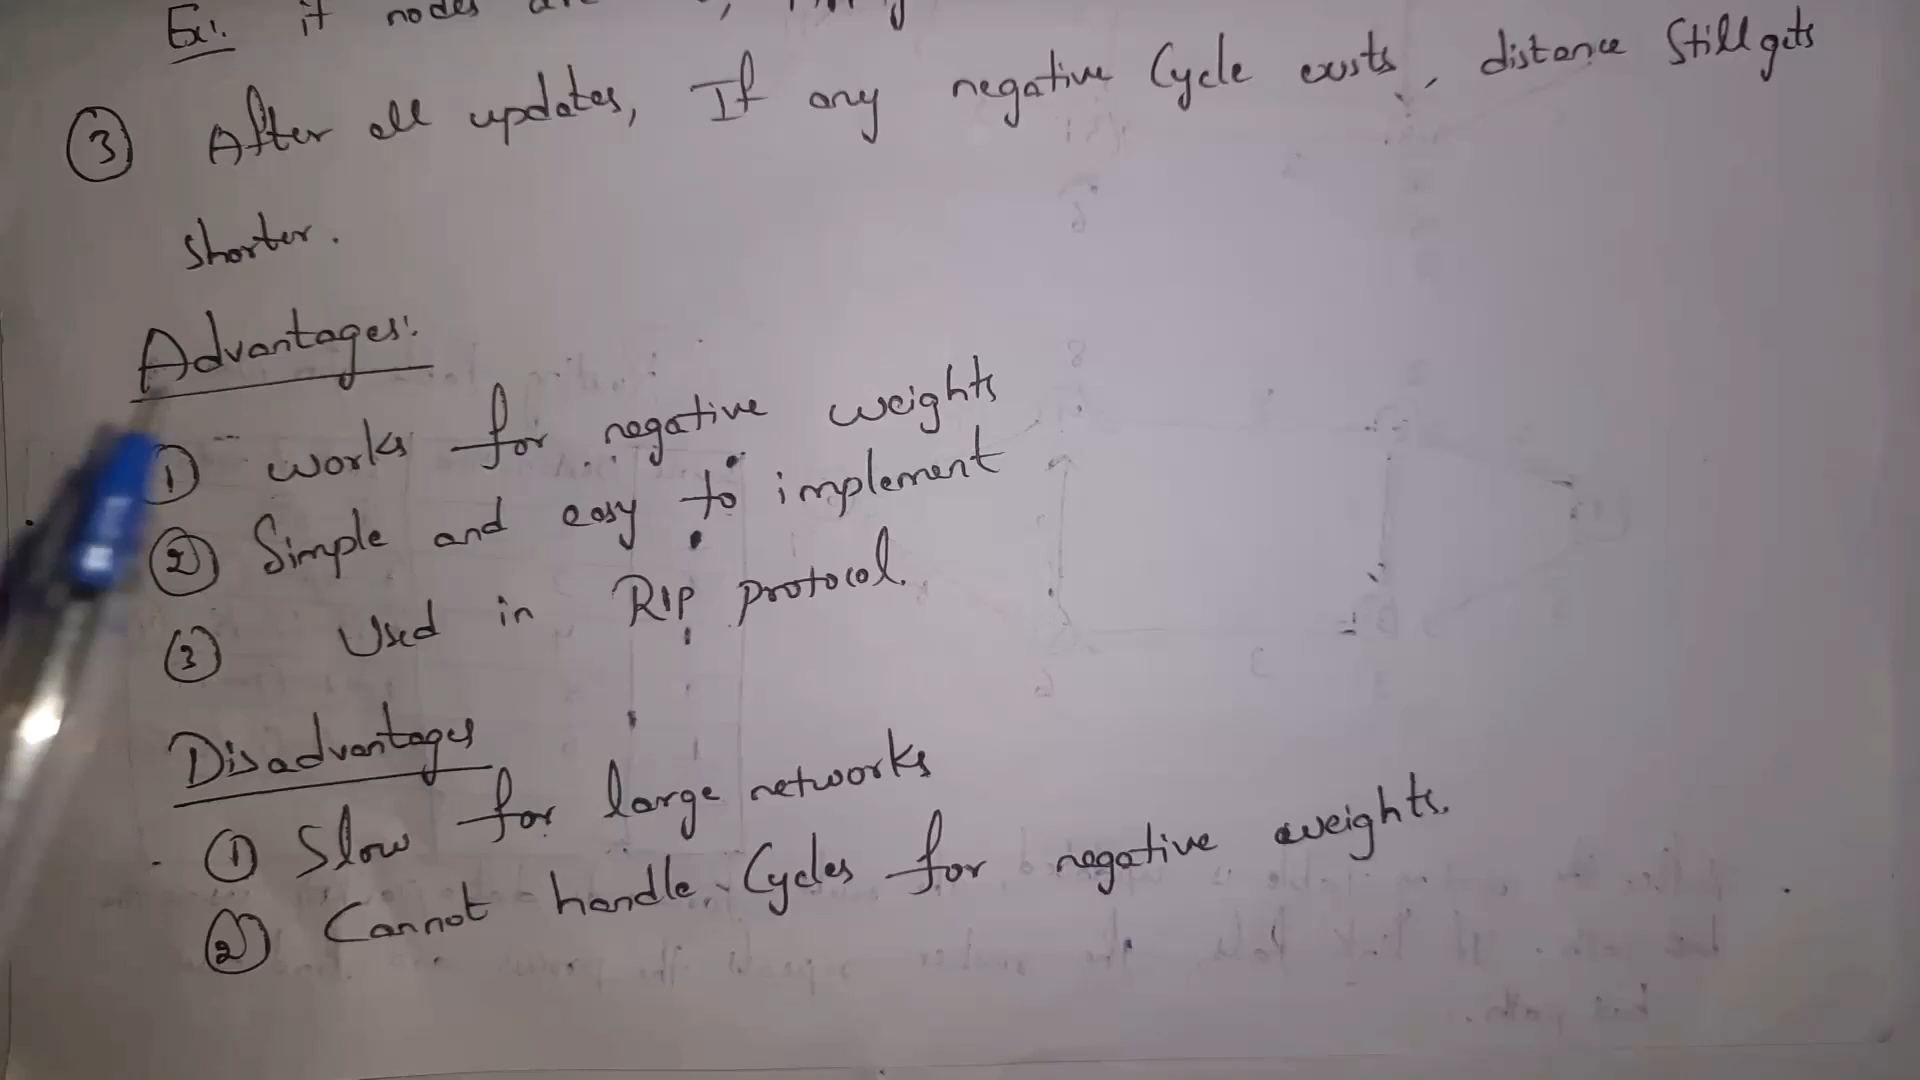 Ex: if nodes
③ After all updates, If any negative Cycle exists, distance Still gets
Shorter.
Advantages:
① works for negative weights
② Simple and easy to implement
③ Used in RIP protocol.
Disadvantages
① Slow for large networks
② Cannot handle Cycles for negative weights.